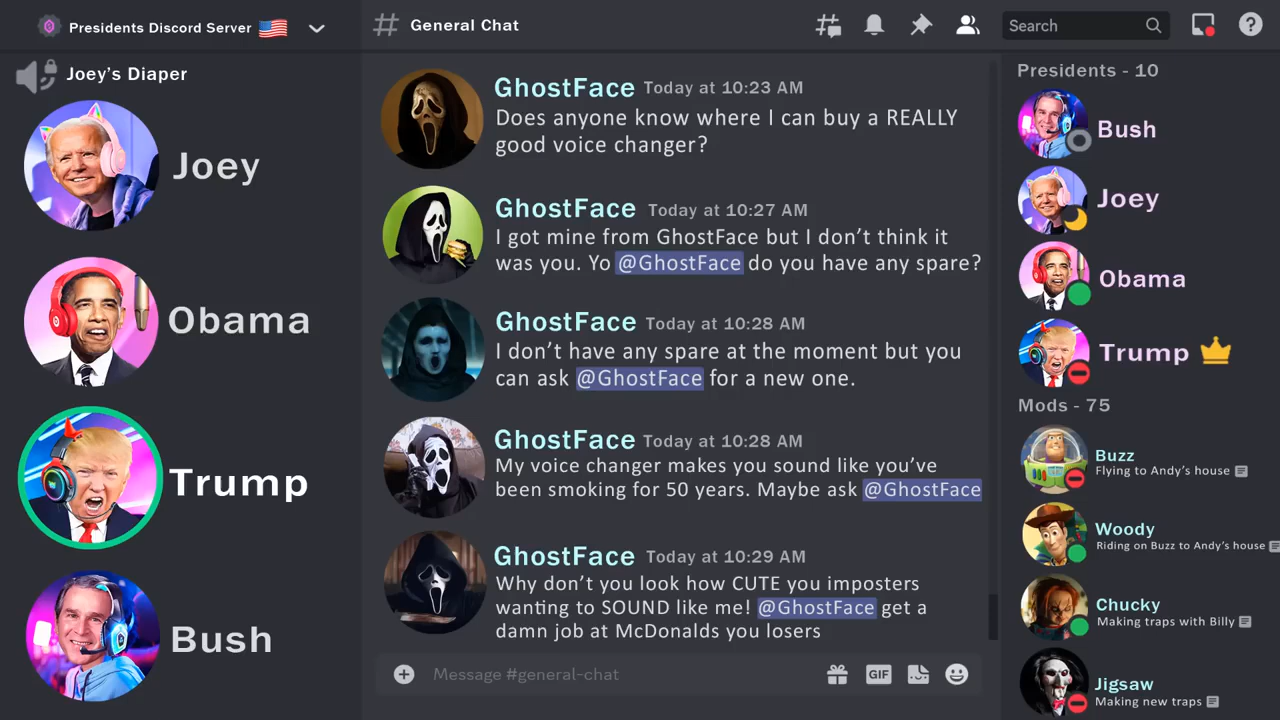 Presidents Discord Server
Joey's Diaper
Joey
Obama
Trump
Bush
General Chat
Search
GhostFace Today at 10:23 AM
Does anyone know where I can buy a REALLY
good voice changer?
GhostFace Today at 10:27 AM
I got mine from GhostFace but I don't think it
was you. Yo @GhostFace do you have any spare?
GhostFace Today at 10:28 AM
I don't have any spare at the moment but you
can ask @GhostFace for a new one.
GhostFace Today at 10:28 AM
My voice changer makes you sound like you've
been smoking for 50 years. Maybe ask @GhostFace
GhostFace Today at 10:29 AM
Why don't you look how CUTE you imposters
wanting to SOUND like me! @GhostFace get a
damn job at McDonalds you losers
Message #general-chat
GIF
Presidents - 10
Bush
Joey
Obama
Trump
Mods - 75
Buzz
Flying to Andy's house
Woody
Riding on Buzz to Andy's house
Chucky
Making traps with Billy
Jigsaw
Making new traps